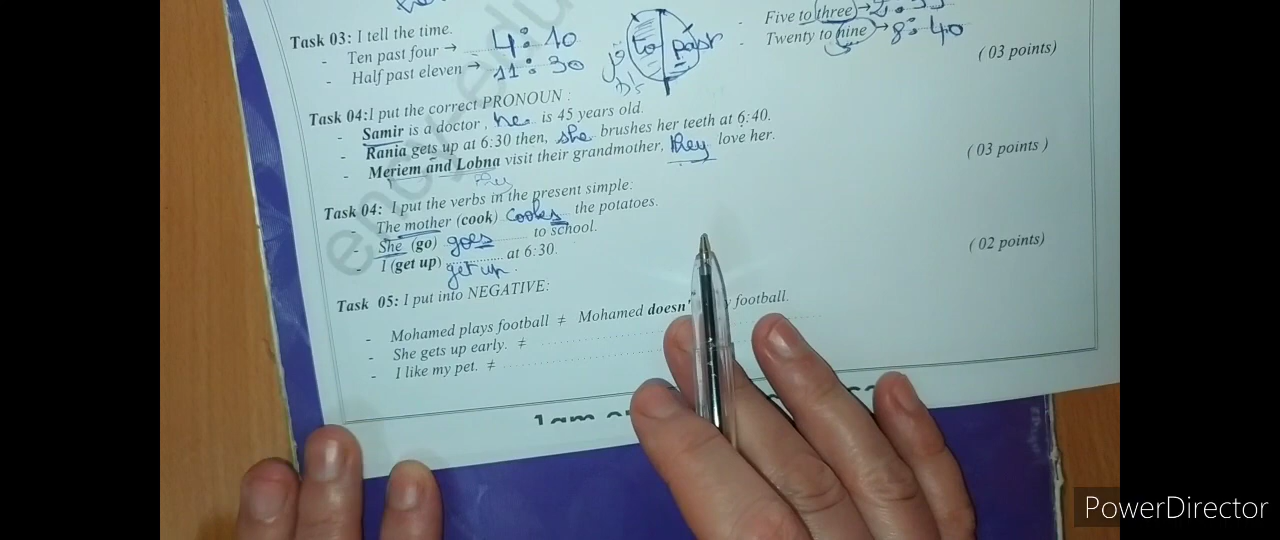 Five to three → 2:55
Task 03: I tell the time.
- Ten past four → 4:10
- Twenty to nine → 8:40
- Half past eleven → 11:30
to past
( 03 points)
Task 04:I put the correct PRONOUN :
- Samir is a doctor , he is 45 years old.
- Rania gets up at 6:30 then, she brushes her teeth at 6:40.
- Meriem and Lobna visit their grandmother, they love her.
( 03 points )
Task 04: I put the verbs in the present simple:
- The mother (cook) cooks the potatoes.
- She (go) goes to school.
- I (get up) get up at 6:30.
( 02 points)
Task 05: I put into NEGATIVE:
- Mohamed plays football ≠ Mohamed doesn't football.
- She gets up early. ≠
- I like my pet. ≠
PowerDirector